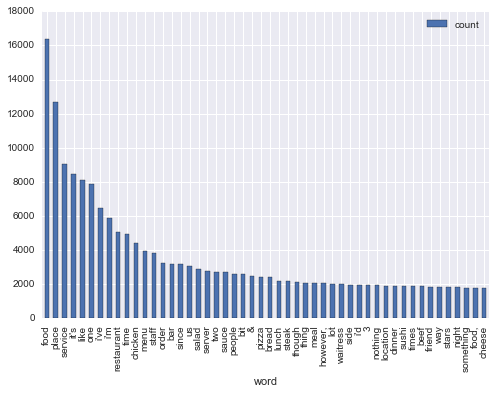 18000
16000
14000
12000
10000
8000
6000
4000
2000
0
count
food
place
service
it's
like
one
i've
i'm
restaurant
time
chicken
menu
staff
order
bar
since
us
salad
server
two
sauce
people
bit
&
pizza
bread
lunch
steak
though
thing
meal
however,
lot
waitress
side
i'd
3
nothing
location
dinner
sushi
times
beer
friend
way
stars
night
something
food,
cheese
word